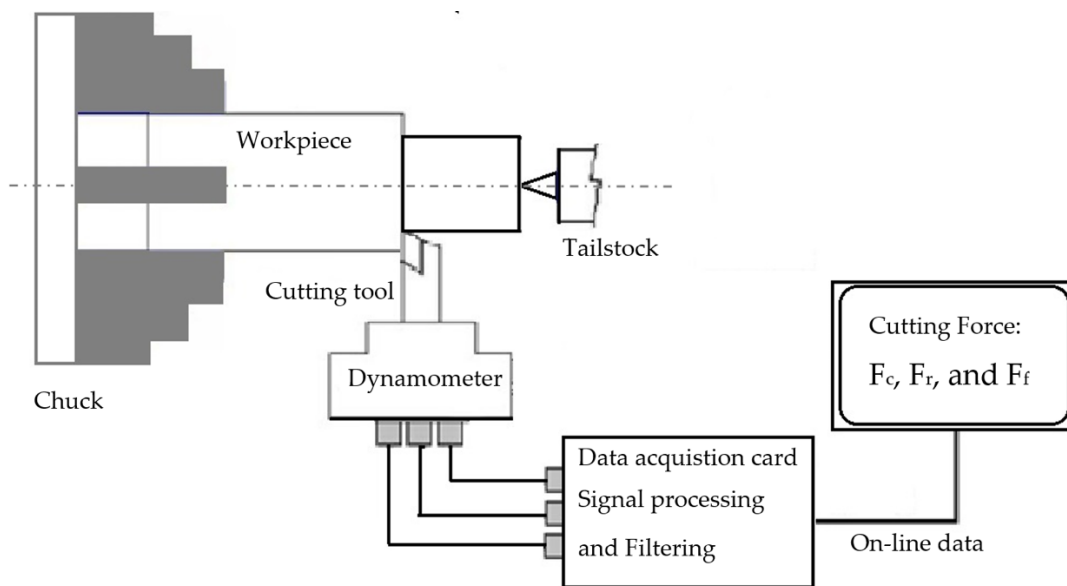 Workpiece
Tailstock
Cutting tool
Cutting Force:
Fc, Fr, and Ff
Dynamometer
Chuck
Data acquistion card
Signal processing
and Filtering
On-line data